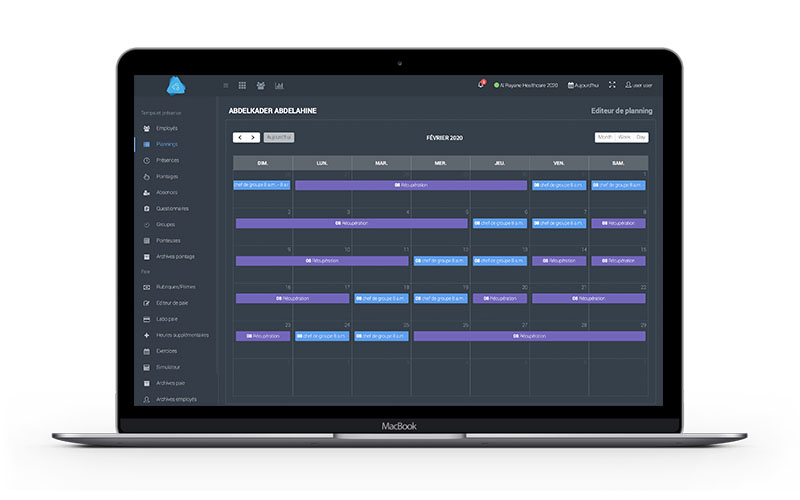 Al Rayane Healthcare 2020
Aujourd'hui
user user
Temps et présence
Employés
Plannings
Présences
Pointages
Absences
Questionnaires
Groupes
Pointeuses
Archives pointage
Paie
Rubriques/Primes
Editeur de paie
Labo paie
Heures supplémentaires
Exercices
Simulateur
Archives paie
Archives employés
ABDELKADER ABDELAHINE
Editeur de planning
Aujourd'hui
FÉVRIER 2020
Month Week Day
DIM. LUN. MAR. MER. JEU. VEN. SAM.
1
chef de groupe 8 a.m. – 8 a.
08 Récupération
08 chef de groupe 8 a.m.
08 chef de groupe 8 a.m.
2 3 4 5 6 7 8
08 Récupération
08 chef de groupe 8 a.m.
08 chef de groupe 8 a.m.
08 Récupération
9 10 11 12 13 14 15
08 Récupération
08 chef de groupe 8 a.m.
08 chef de groupe 8 a.m.
08 Récupération
08 Récupération
16 17 18 19 20 21 22
08 Récupération
08 chef de groupe 8 a.m.
08 chef de groupe 8 a.m.
08 Récupération
08 Récupération
23 24 25 26 27 28 29
08 Récupération
08 chef de groupe 8 a.m.
08 chef de groupe 8 a.m.
08 Récupération
MacBook